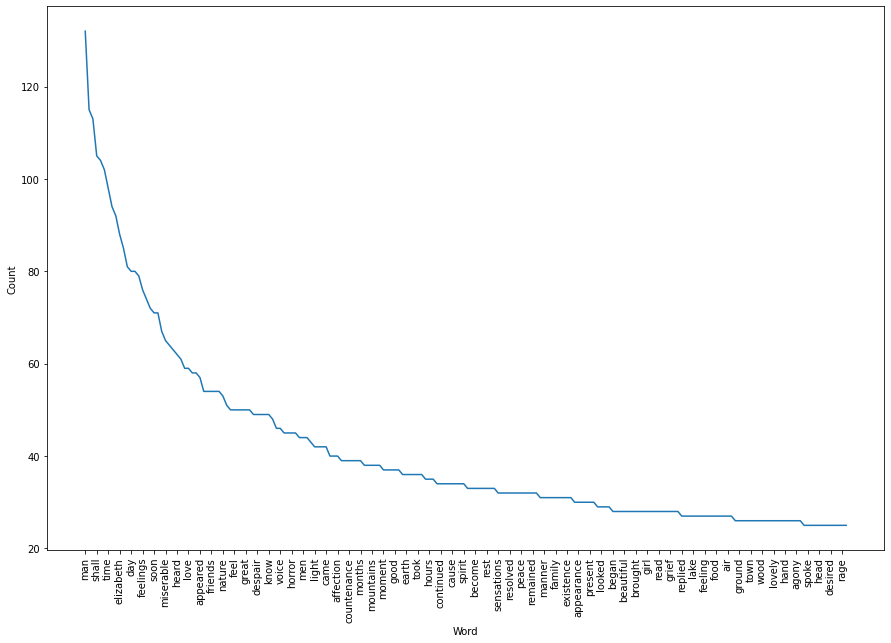 120
100
80
60
40
20
Count
man
shall
time
elizabeth
day
feelings
soon
miserable
heard
love
appeared
friends
nature
feel
great
despair
know
voice
horror
men
light
came
affection
countenance
months
mountains
moment
good
earth
took
hours
continued
cause
spirit
become
rest
sensations
resolved
peace
remained
manner
family
existence
appearance
present
looked
began
beautiful
brought
girl
read
grief
replied
lake
feeling
food
air
ground
town
wood
lovely
hand
agony
spoke
head
desired
rage
Word